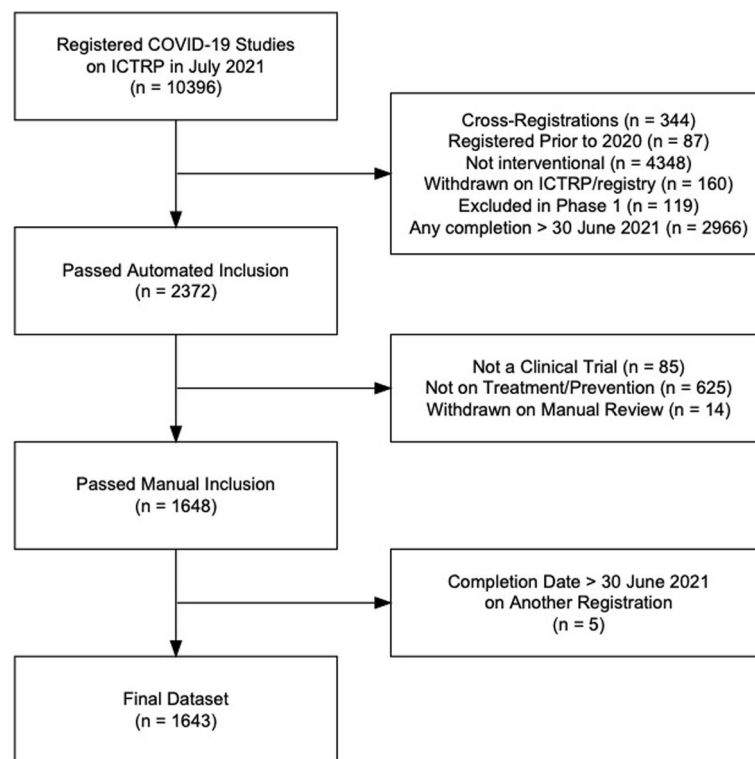 Registered COVID-19 Studies
on ICTRP in July 2021
(n = 10396)
Cross-Registrations (n = 344)
Registered Prior to 2020 (n = 87)
Not interventional (n = 4348)
Withdrawn on ICTRP/registry (n = 160)
Excluded in Phase 1 (n = 119)
Any completion > 30 June 2021 (n = 2966)
Passed Automated Inclusion
(n = 2372)
Not a Clinical Trial (n = 85)
Not on Treatment/Prevention (n = 625)
Withdrawn on Manual Review (n = 14)
Passed Manual Inclusion
(n = 1648)
Completion Date > 30 June 2021
on Another Registration
(n = 5)
Final Dataset
(n = 1643)